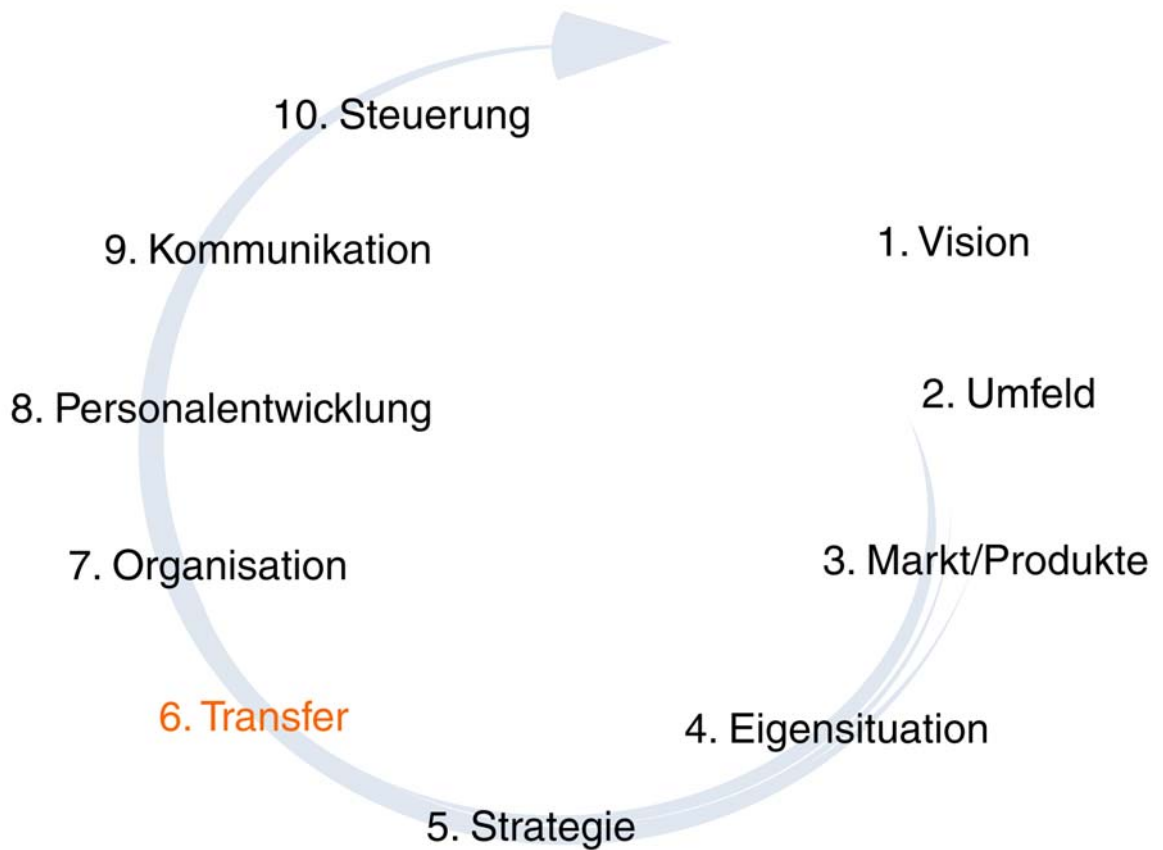 10. Steuerung
9. Kommunikation
1. Vision
8. Personalentwicklung
2. Umfeld
7. Organisation
3. Markt/Produkte
6. Transfer
4. Eigensituation
5. Strategie